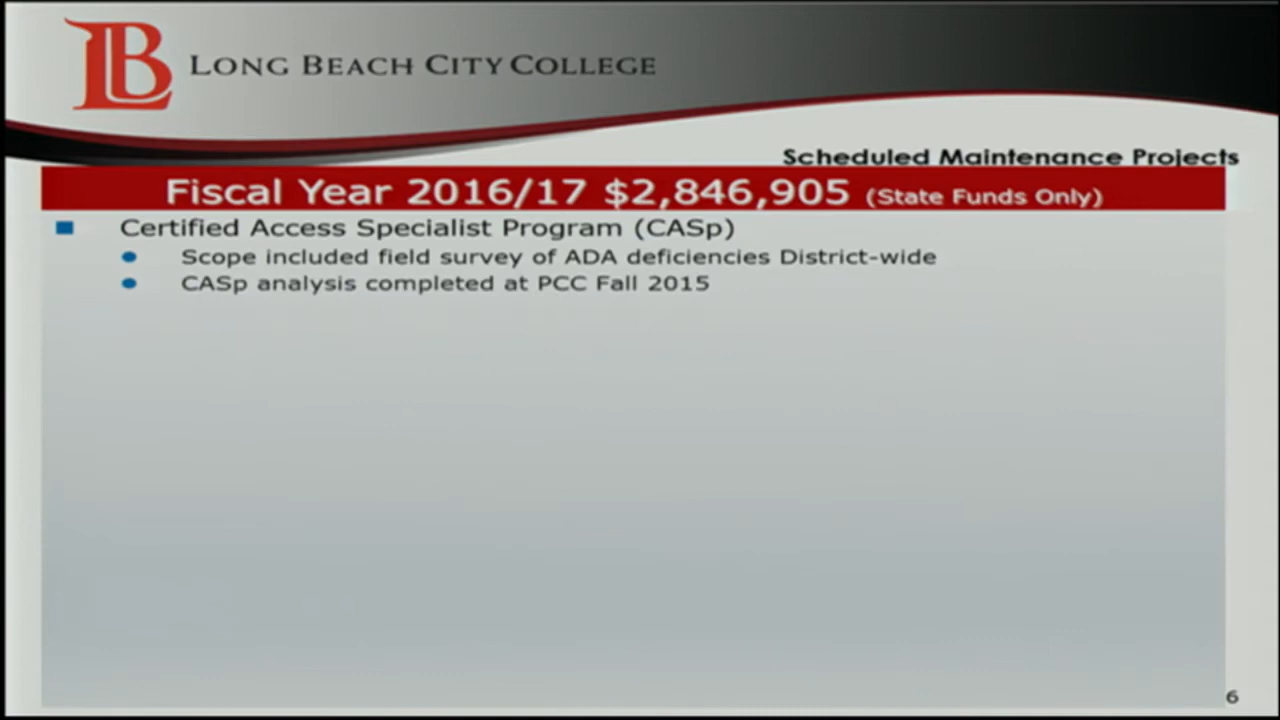 LB LONG BEACH CITY COLLEGE
Scheduled Maintenance Projects
Fiscal Year 2016/17 $2,846,905 (State Funds Only)
Certified Access Specialist Program (CASp)
Scope included field survey of ADA deficiencies District-wide
CASp analysis completed at PCC Fall 2015
6